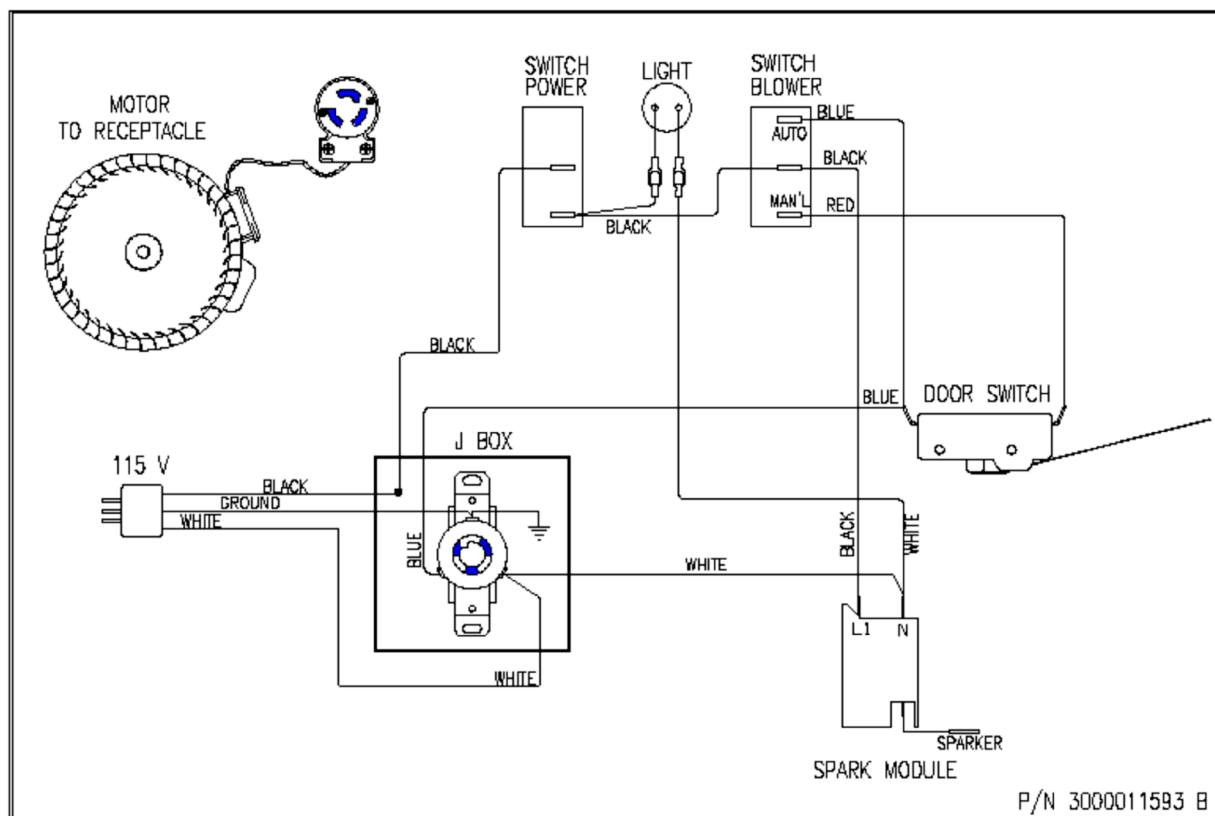 MOTOR
TO RECEPTACLE
SWITCH
POWER
LIGHT
SWITCH
BLOWER
BLUE
AUTO
BLACK
MAN'L
RED
BLACK
BLACK
BLUE
DOOR SWITCH
J BOX
115 V
BLACK
GROUND
WHITE
BLUE
WHITE
BLACK
WHITE
L1
N
WHITE
SPARKER
SPARK MODULE
P/N 3000011593 B